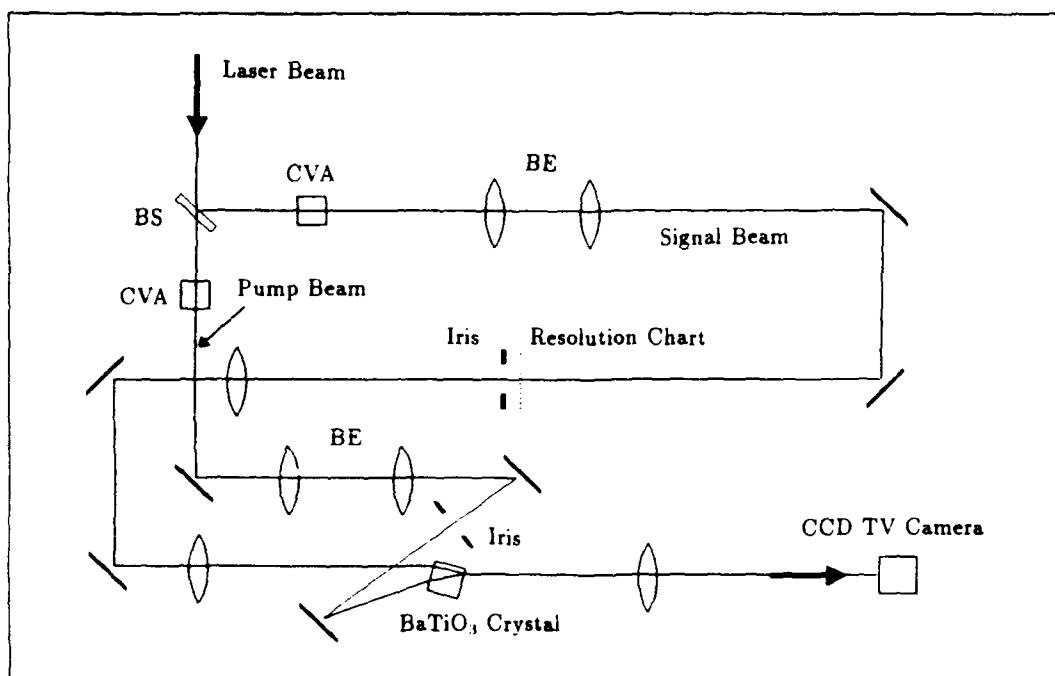 Laser Beam
CVA
BE
BS
Signal Beam
CVA
Pump Beam
Iris
Resolution Chart
BE
Iris
CCD TV Camera
BaTiO₃ Crystal